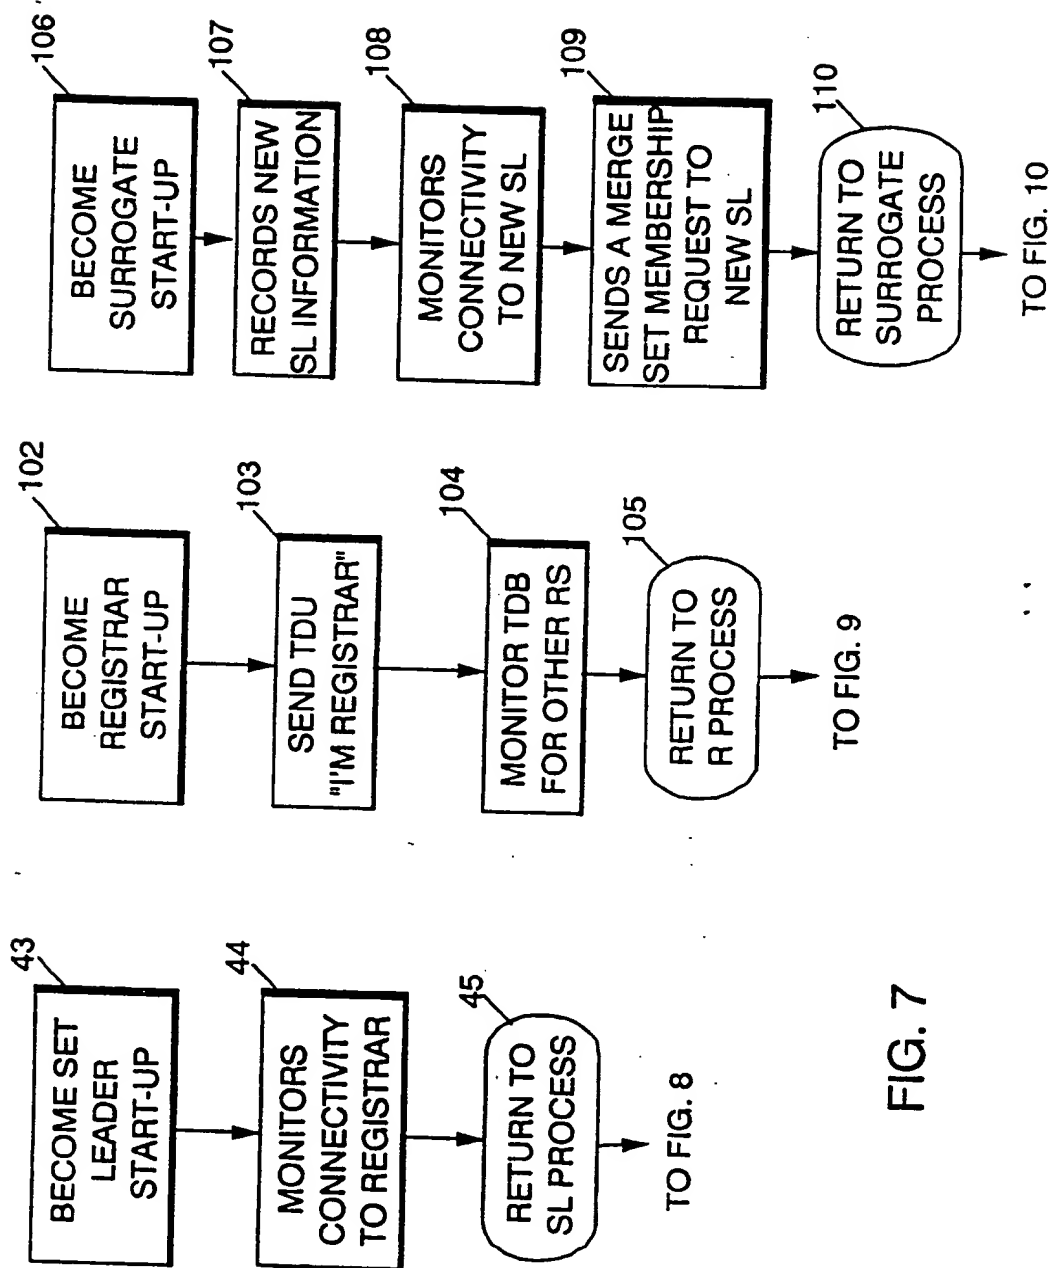 43
BECOME SET
LEADER
START-UP
44
MONITORS
CONNECTIVITY
TO REGISTRAR
45
RETURN TO
SL PROCESS
TO FIG. 8
102
BECOME
REGISTRAR
START-UP
103
SEND TDU
"I'M REGISTRAR"
104
MONITOR TDB
FOR OTHER RS
105
RETURN TO
R PROCESS
TO FIG. 9
106
BECOME
SURROGATE
START-UP
107
RECORDS NEW
SL INFORMATION
108
MONITORS
CONNECTIVITY
TO NEW SL
109
SENDS A MERGE
SET MEMBERSHIP
REQUEST TO
NEW SL
110
RETURN TO
SURROGATE
PROCESS
TO FIG. 10
FIG. 7